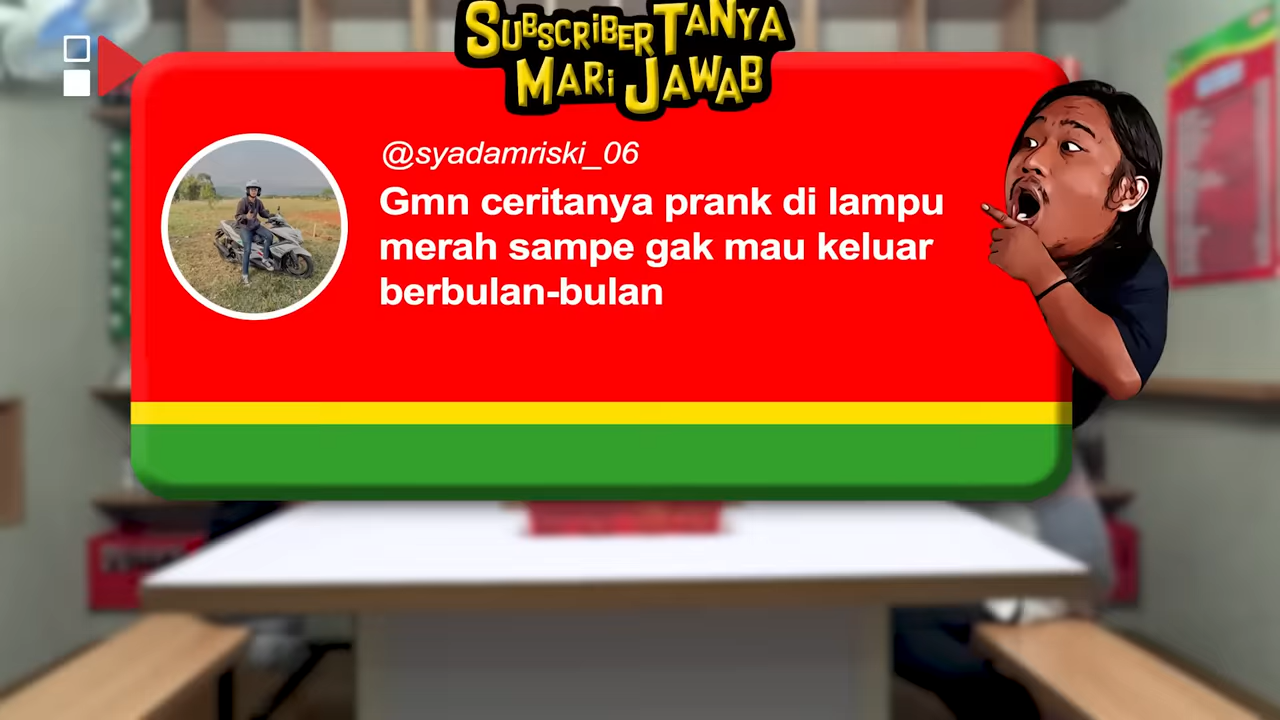 SUBSCRIBER TANYA
MARI JAWAB
@syadamriski_06
Gmn ceritanya prank di lampu
merah sampe gak mau keluar
berbulan-bulan